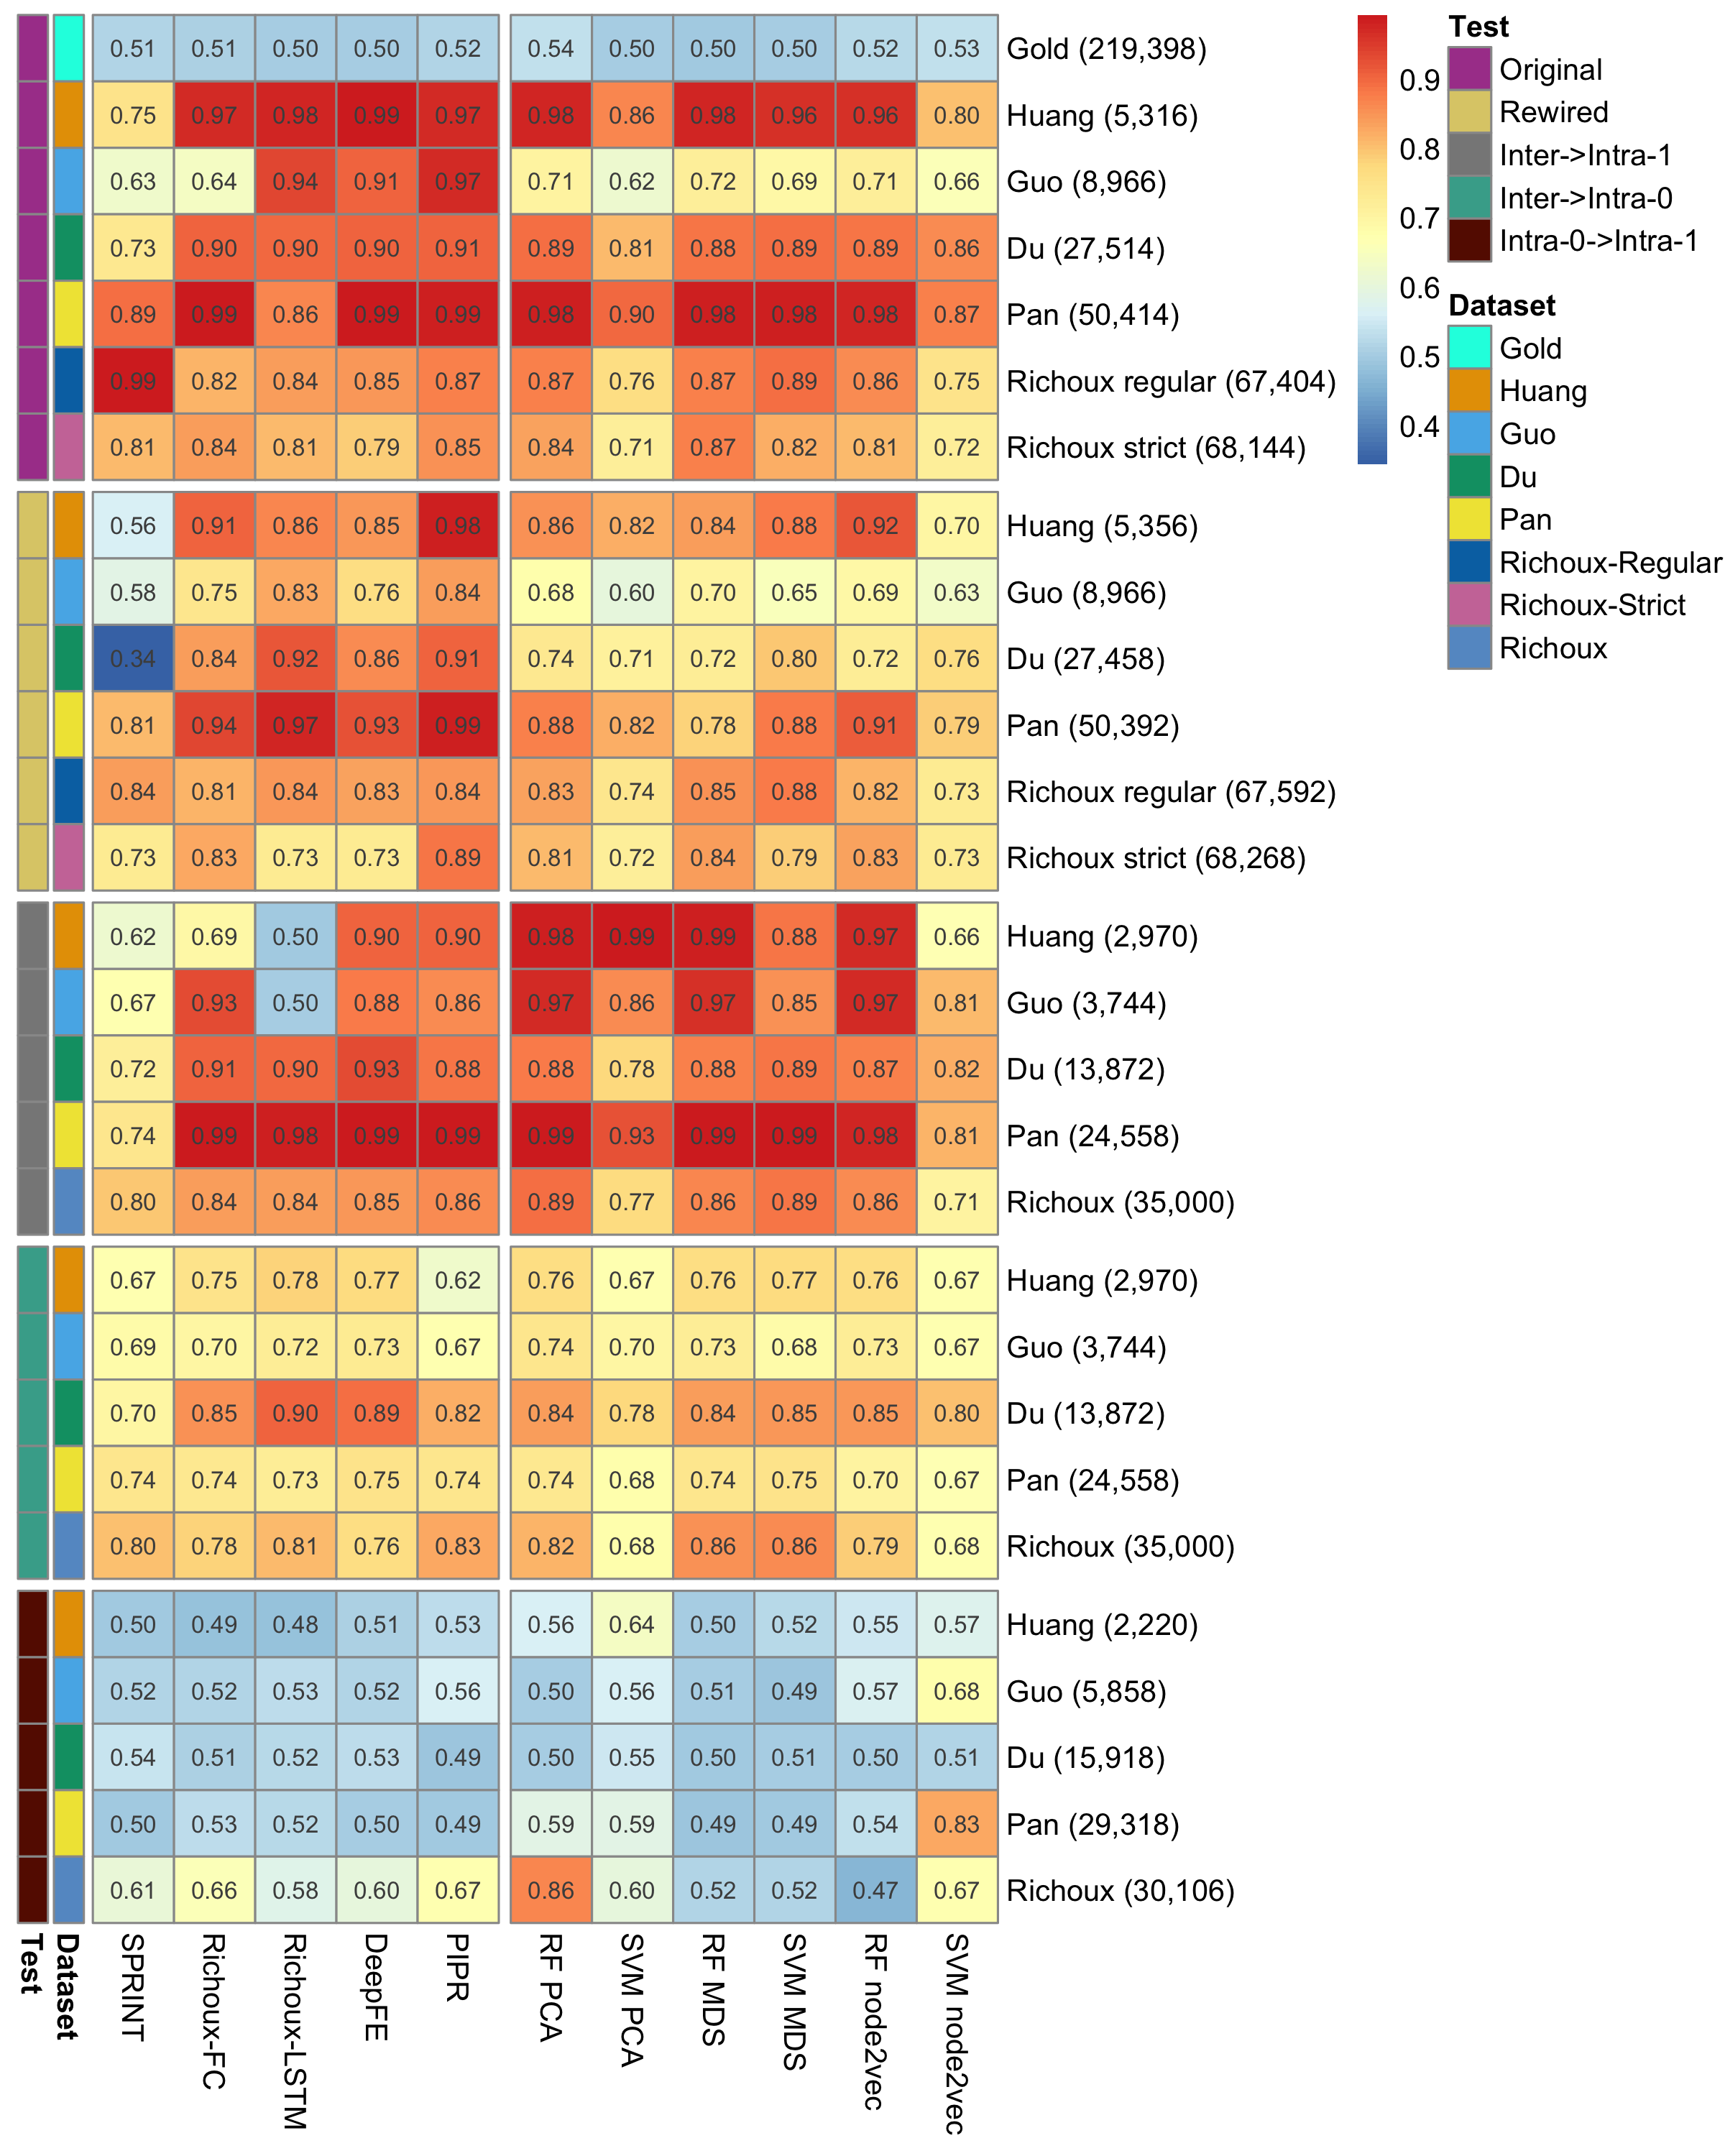 0.51 0.51 0.50 0.50 0.52 0.54 0.50 0.50 0.50 0.52 0.53 Gold (219,398)
0.75 0.97 0.98 0.99 0.97 0.98 0.86 0.98 0.96 0.96 0.80 Huang (5,316)
0.63 0.64 0.94 0.91 0.97 0.71 0.62 0.72 0.69 0.71 0.66 Guo (8,966)
0.73 0.90 0.90 0.90 0.91 0.89 0.81 0.88 0.89 0.89 0.86 Du (27,514)
0.89 0.99 0.86 0.99 0.99 0.98 0.90 0.98 0.98 0.98 0.87 Pan (50,414)
0.99 0.82 0.84 0.85 0.87 0.87 0.76 0.87 0.89 0.86 0.75 Richoux regular (67,404)
0.81 0.84 0.81 0.79 0.85 0.84 0.71 0.87 0.82 0.81 0.72 Richoux strict (68,144)
0.56 0.91 0.86 0.85 0.98 0.86 0.82 0.84 0.88 0.92 0.70 Huang (5,356)
0.58 0.75 0.83 0.76 0.84 0.68 0.60 0.70 0.65 0.69 0.63 Guo (8,966)
0.34 0.84 0.92 0.86 0.91 0.74 0.71 0.72 0.80 0.72 0.76 Du (27,458)
0.81 0.94 0.97 0.93 0.99 0.88 0.82 0.78 0.88 0.91 0.79 Pan (50,392)
0.84 0.81 0.84 0.83 0.84 0.83 0.74 0.85 0.88 0.82 0.73 Richoux regular (67,592)
0.73 0.83 0.73 0.73 0.89 0.81 0.72 0.84 0.79 0.83 0.73 Richoux strict (68,268)
0.62 0.69 0.50 0.90 0.90 0.98 0.99 0.99 0.88 0.97 0.66 Huang (2,970)
0.67 0.93 0.50 0.88 0.86 0.97 0.86 0.97 0.85 0.97 0.81 Guo (3,744)
0.72 0.91 0.90 0.93 0.88 0.88 0.78 0.88 0.89 0.87 0.82 Du (13,872)
0.74 0.99 0.98 0.99 0.99 0.99 0.93 0.99 0.99 0.98 0.81 Pan (24,558)
0.80 0.84 0.84 0.85 0.86 0.89 0.77 0.86 0.89 0.86 0.71 Richoux (35,000)
0.67 0.75 0.78 0.77 0.62 0.76 0.67 0.76 0.77 0.76 0.67 Huang (2,970)
0.69 0.70 0.72 0.73 0.67 0.74 0.70 0.73 0.68 0.73 0.67 Guo (3,744)
0.70 0.85 0.90 0.89 0.82 0.84 0.78 0.84 0.85 0.85 0.80 Du (13,872)
0.74 0.74 0.73 0.75 0.74 0.74 0.68 0.74 0.75 0.70 0.67 Pan (24,558)
0.80 0.78 0.81 0.76 0.83 0.82 0.68 0.86 0.86 0.79 0.68 Richoux (35,000)
0.50 0.49 0.48 0.51 0.53 0.56 0.64 0.50 0.52 0.55 0.57 Huang (2,220)
0.52 0.52 0.53 0.52 0.56 0.50 0.56 0.51 0.49 0.57 0.68 Guo (5,858)
0.54 0.51 0.52 0.53 0.49 0.50 0.55 0.50 0.51 0.50 0.51 Du (15,918)
0.50 0.53 0.52 0.50 0.49 0.59 0.59 0.49 0.49 0.54 0.83 Pan (29,318)
0.61 0.66 0.58 0.60 0.67 0.86 0.60 0.52 0.52 0.47 0.67 Richoux (30,106)
Test
Dataset
SPRINT
Richoux-FC
Richoux-LSTM
DeepFE
PIPR
RF PCA
SVM PCA
RF MDS
SVM MDS
RF node2vec
SVM node2vec
0.9
0.8
0.7
0.6
0.5
0.4
Test
Original
Rewired
Inter->Intra-1
Inter->Intra-0
Intra-0->Intra-1
Dataset
Gold
Huang
Guo
Du
Pan
Richoux-Regular
Richoux-Strict
Richoux